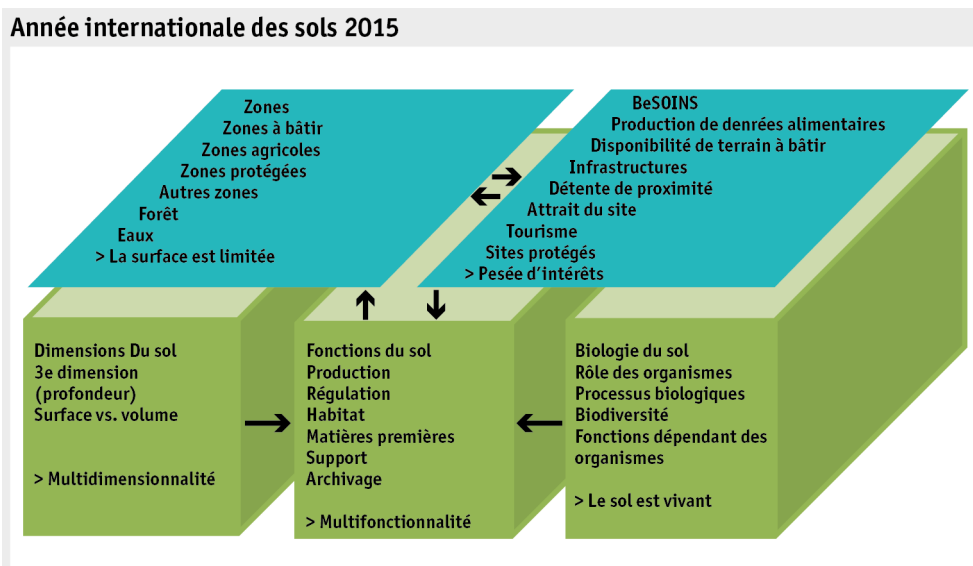 Année internationale des sols 2015
Zones
Zones à bâtir
Zones agricoles
Zones protégées
Autres zones
Forêt
Eaux
> La surface est limitée
BeSOINS
Production de denrées alimentaires
Disponibilité de terrain à bâtir
Infrastructures
Détente de proximité
Attrait du site
Tourisme
Sites protégés
> Pesée d'intérêts
Dimensions Du sol
3e dimension
(profondeur)
Surface vs. volume
> Multidimensionnalité
Fonctions du sol
Production
Régulation
Habitat
Matières premières
Support
Archivage
> Multifonctionnalité
Biologie du sol
Rôle des organismes
Processus biologiques
Biodiversité
Fonctions dépendant des
organismes
> Le sol est vivant